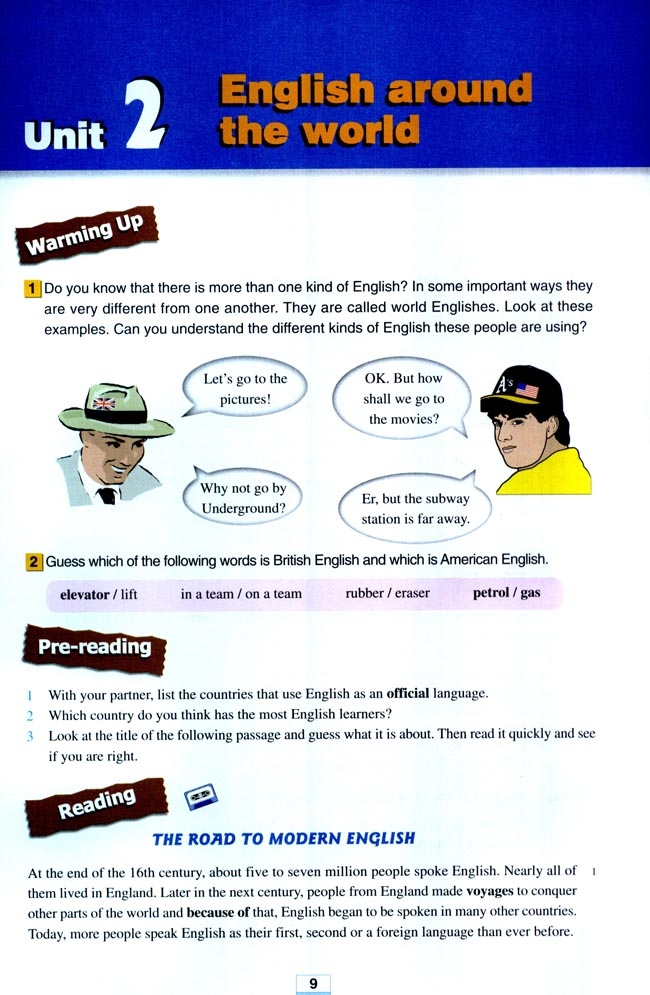 Unit 2
English around
the world
Warming Up
1 Do you know that there is more than one kind of English? In some important ways they
are very different from one another. They are called world Englishes. Look at these
examples. Can you understand the different kinds of English these people are using?
Let's go to the
pictures!
OK. But how
shall we go to
the movies?
A's
Why not go by
Underground?
Er, but the subway
station is far away.
2 Guess which of the following words is British English and which is American English.
elevator / lift in a team / on a team rubber / eraser petrol / gas
Pre-reading
1 With your partner, list the countries that use English as an official language.
2 Which country do you think has the most English learners?
3 Look at the title of the following passage and guess what it is about. Then read it quickly and see
if you are right.
Reading
THE ROAD TO MODERN ENGLISH
At the end of the 16th century, about five to seven million people spoke English. Nearly all of 1
them lived in England. Later in the next century, people from England made voyages to conquer
other parts of the world and because of that, English began to be spoken in many other countries.
Today, more people speak English as their first, second or a foreign language than ever before.
9